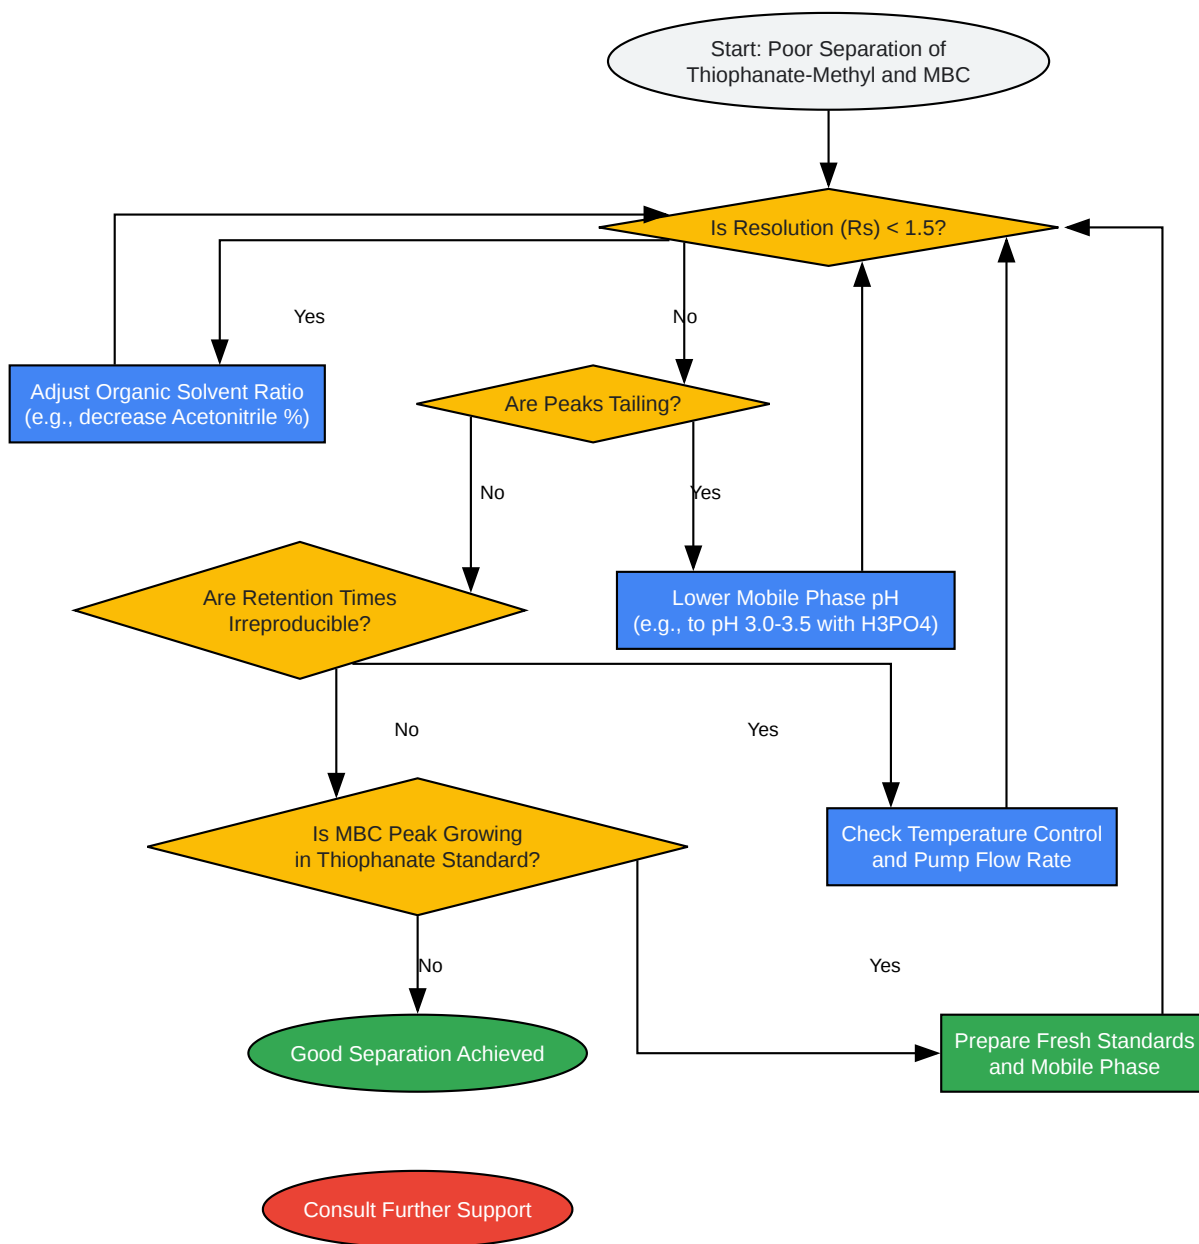 Start: Poor Separation of
Thiophanate-Methyl and MBC
Is Resolution (Rs) < 1.5?
Yes
No
Adjust Organic Solvent Ratio
(e.g., decrease Acetonitrile %)
Are Peaks Tailing?
No
Yes
Are Retention Times
Irreproducible?
Lower Mobile Phase pH
(e.g., to pH 3.0-3.5 with H3PO4)
No
Yes
Is MBC Peak Growing
in Thiophanate Standard?
Check Temperature Control
and Pump Flow Rate
No
Yes
Good Separation Achieved
Prepare Fresh Standards
and Mobile Phase
Consult Further Support